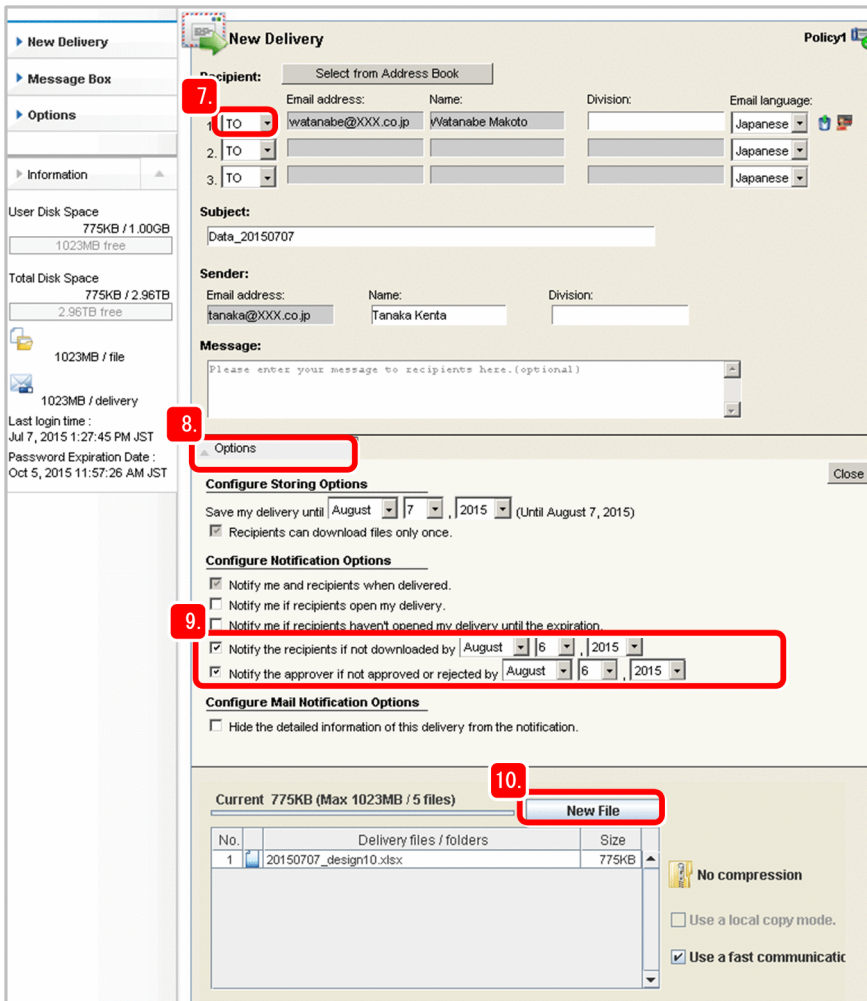 New Delivery
Message Box
Options
Information
User Disk Space
775KB / 1.00GB
1023MB free
Total Disk Space
775KB / 2.96TB
2.96TB free
1023MB / file
1023MB / delivery
Last login time :
Jul 7, 2015 1:27:45 PM JST
Password Expiration Date :
Oct 5, 2015 11:57:26 AM JST
New Delivery Policy1
Recipient: Select from Address Book
7.
Email address: Name: Division: Email language:
1. TO watanabe@XXX.co.jp Watanabe Makoto Japanese
2. TO Japanese
3. TO Japanese
Subject:
Data_20150707
Sender:
Email address: Name: Division:
tanaka@XXX.co.jp Tanaka Kenta
Message:
Please enter your message to recipients here.(optional)
8.
Options
Close
Configure Storing Options
Save my delivery until August 7 , 2015 (Until August 7, 2015)
Recipients can download files only once.
Configure Notification Options
Notify me and recipients when delivered.
Notify me if recipients open my delivery.
9.
Notify me if recipients haven't opened my delivery until the expiration.
Notify the recipients if not downloaded by August 6 , 2015
Notify the approver if not approved or rejected by August 6 , 2015
Configure Mail Notification Options
Hide the detailed information of this delivery from the notification.
10.
Current 775KB (Max 1023MB / 5 files) New File
No. Delivery files / folders Size
1 20150707_design10.xlsx 775KB
No compression
Use a local copy mode.
Use a fast communicatic